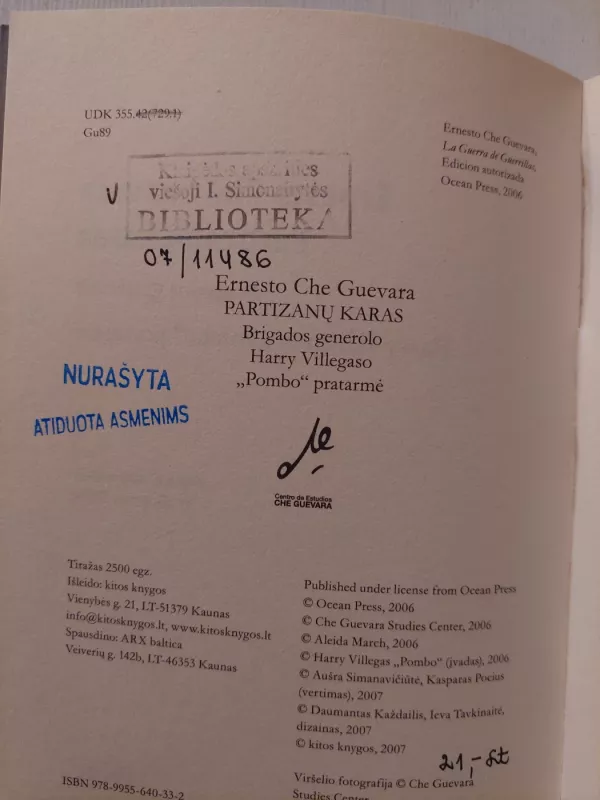 UDK 355.42(729.1)
Gu89
Ernesto Che Guevara,
La Guerra de Guerrillas,
Edicion autorizada
Ocean Press, 2006
Klaipėdos apskrities
viešoji I. Simonaitytės
BIBLIOTEKA
V
07/11486
Ernesto Che Guevara
PARTIZANŲ KARAS
Brigados generolo
Harry Villegaso
„Pombo“ pratarmė
NURAŠYTA
ATIDUOTA ASMENIMS
Che
Centro de Estudios
CHE GUEVARA
Tiražas 2500 egz.
Išleido: kitos knygos
Vienybės g. 21, LT-51379 Kaunas
info@kitosknygos.lt, www.kitosknygos.lt
Spausdino: ARX baltica
Veiverių g. 142b, LT-46353 Kaunas
Published under license from Ocean Press
© Ocean Press, 2006
© Che Guevara Studies Center, 2006
© Aleida March, 2006
© Harry Villegas „Pombo“ (įvadas), 2006
© Aušra Simanavičiūtė, Kasparas Pocius
(vertimas), 2007
© Daumantas Každailis, Ieva Tavkinaitė,
dizainas, 2007
© kitos knygos, 2007
21,-Lt
ISBN 978-9955-640-33-2
Viršelio fotografija © Che Guevara
Studies Center